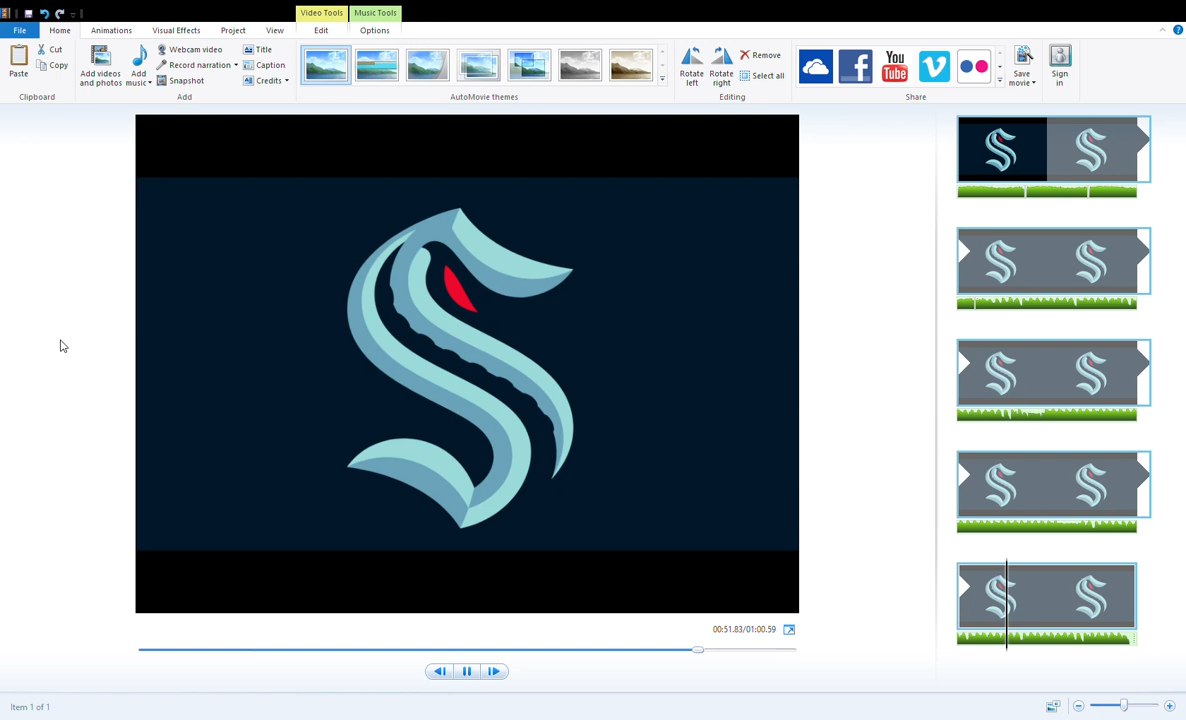 Video Tools Music Tools
File Home Animations Visual Effects Project View Edit Options
Paste
Cut
Copy
Clipboard
Add videos
and photos
Add
music
Webcam video
Record narration
Snapshot
Title
Caption
Credits
Add
AutoMovie themes
Rotate
left
Rotate
right
Remove
Select all
Editing
You
Tube
Share
Save
movie
Sign
in
00:51.83/01:00.59
Item 1 of 1